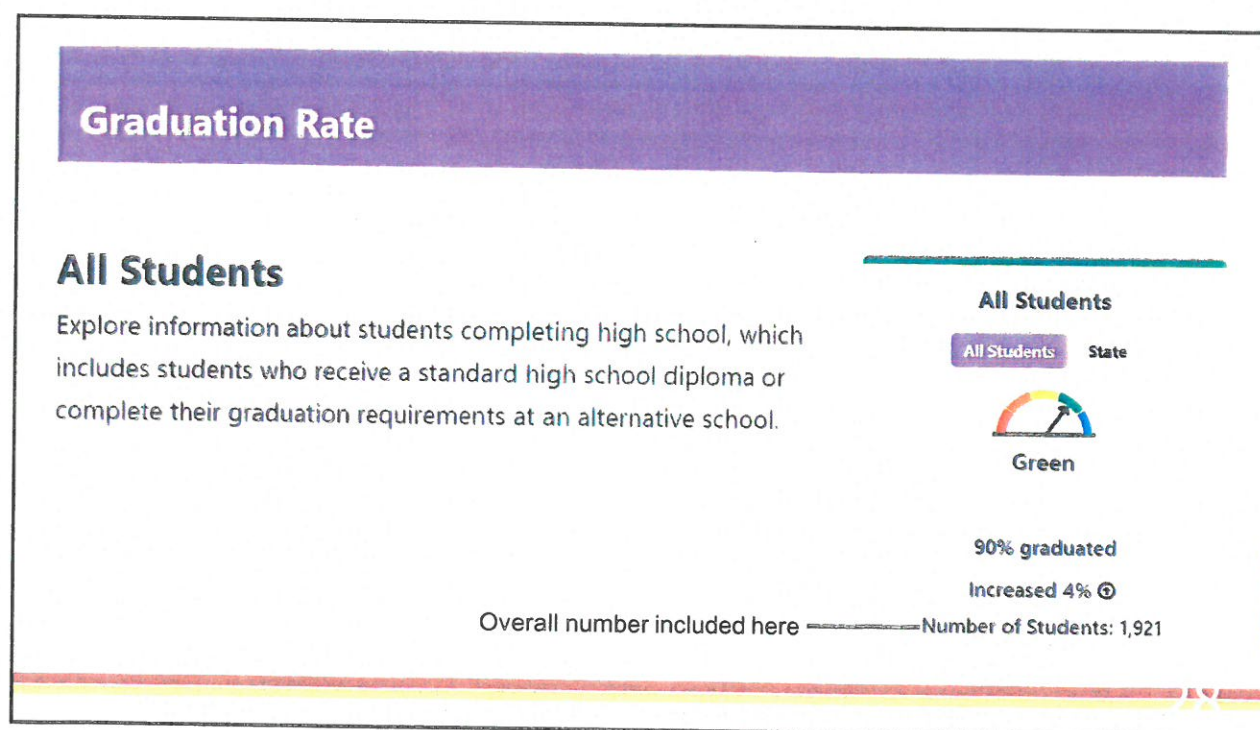 Graduation Rate
All Students
Explore information about students completing high school, which
includes students who receive a standard high school diploma or
complete their graduation requirements at an alternative school.
All Students
All Students State
Green
90% graduated
Increased 4%
Overall number included here
Number of Students: 1,921
28